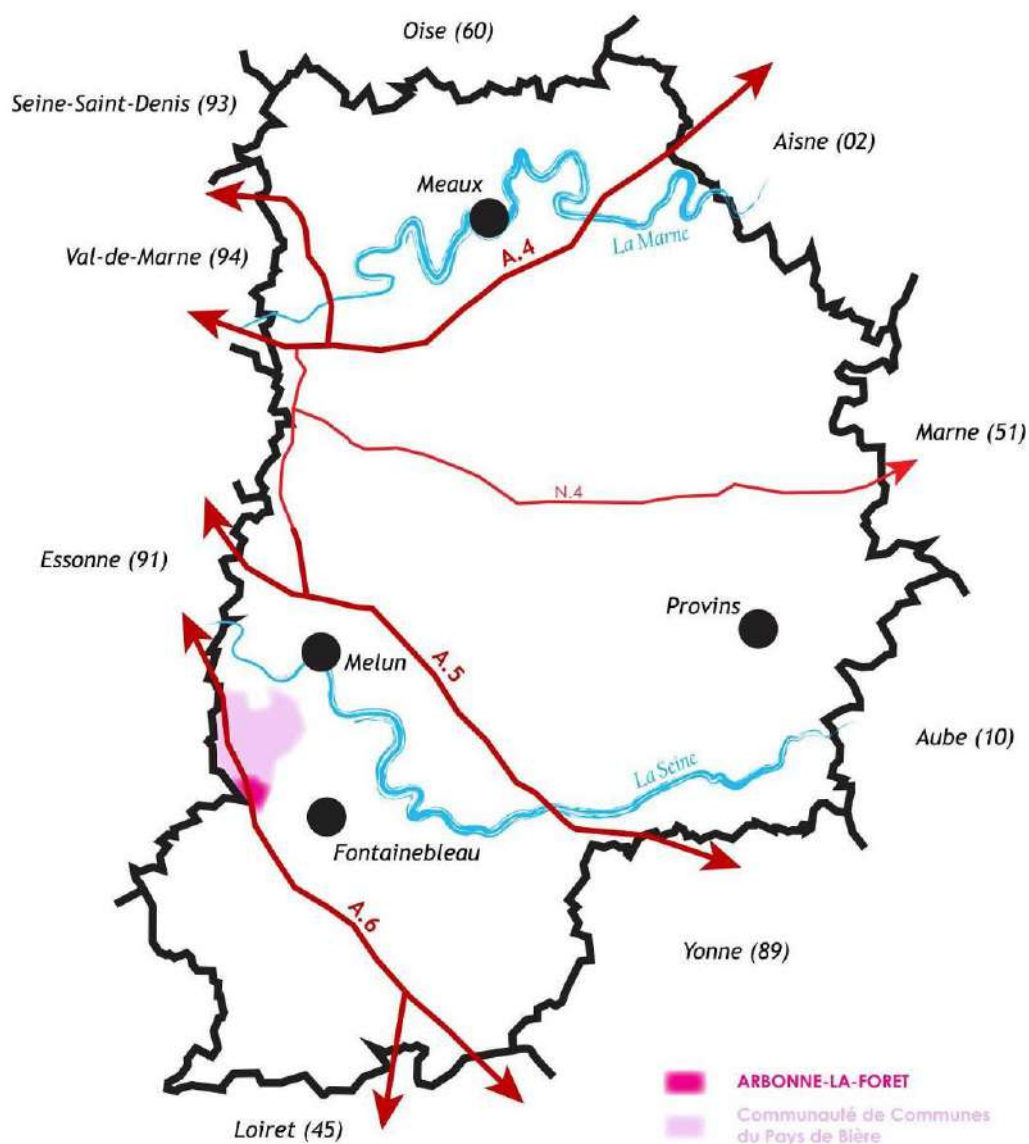 Oise (60)
Seine-Saint-Denis (93)
Aisne (02)
Meaux
La Marne
Val-de-Marne (94)
A.4
Marne (51)
N.4
Essonne (91)
Provins
Melun
A.5
Aube (10)
La Seine
Fontainebleau
A.6
Yonne (89)
ARBONNE-LA-FORET
Communauté de Communes
du Pays de Bière
Loiret (45)